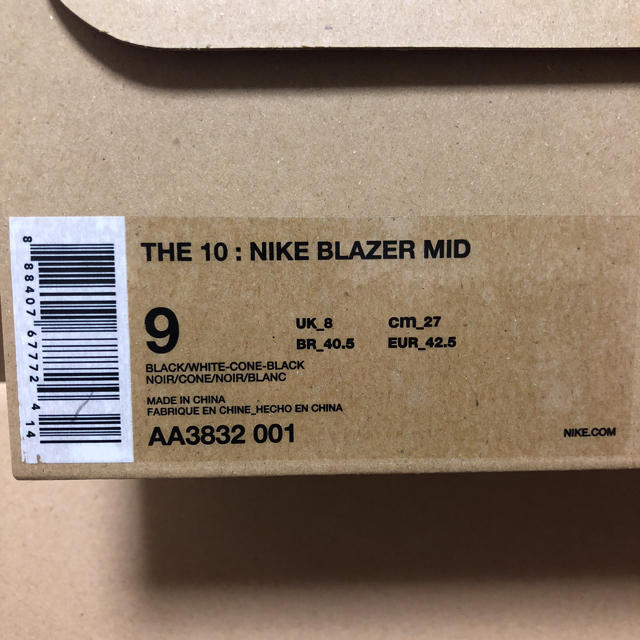 THE 10 : NIKE BLAZER MID
9
UK_8 cm_27
BR_40.5 EUR_42.5
BLACK/WHITE-CONE-BLACK
NOIR/CONE/NOIR/BLANC
MADE IN CHINA
FABRIQUE EN CHINE_HECHO EN CHINA
AA3832 001
NIKE.COM
8 88407 67772 4 14